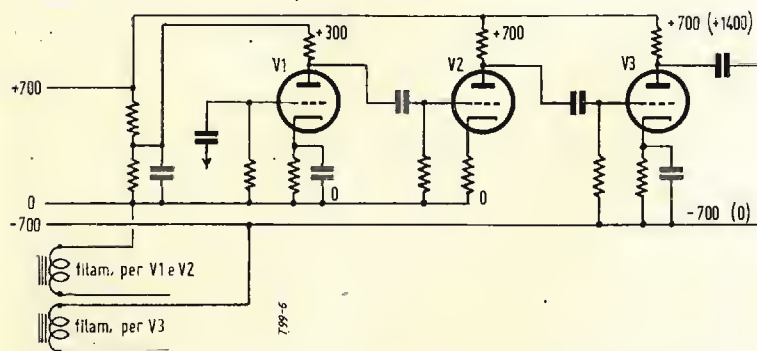 +300
+700
+700 (+1400)
V1
V2
V3
+700
0
0
0
-700
-700 (0)
filam. per V1 e V2
filam. per V3
T99-6